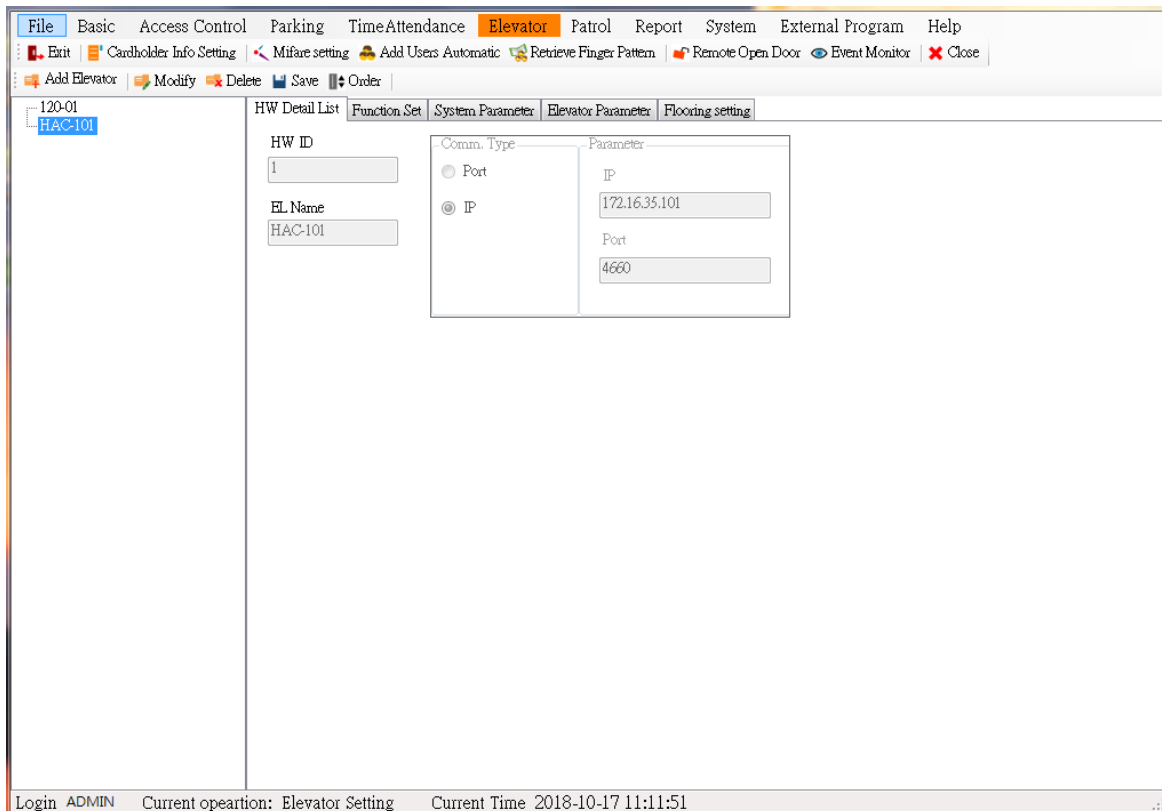 File Basic Access Control Parking TimeAttendance Elevator Patrol Report System External Program Help
Exit Cardholder Info Setting Mifare setting Add Users Automatic Retrieve Finger Pattern Remote Open Door Event Monitor Close
Add Elevator Modify Delete Save Order
120-01
HAC-101
HW Detail List Function Set System Parameter Elevator Parameter Flooring setting
HW ID
1
EL Name
HAC-101
Comm. Type
Port
IP
Parameter
IP
172.16.35.101
Port
4660
Login ADMIN Current opeartion: Elevator Setting Current Time 2018-10-17 11:11:51